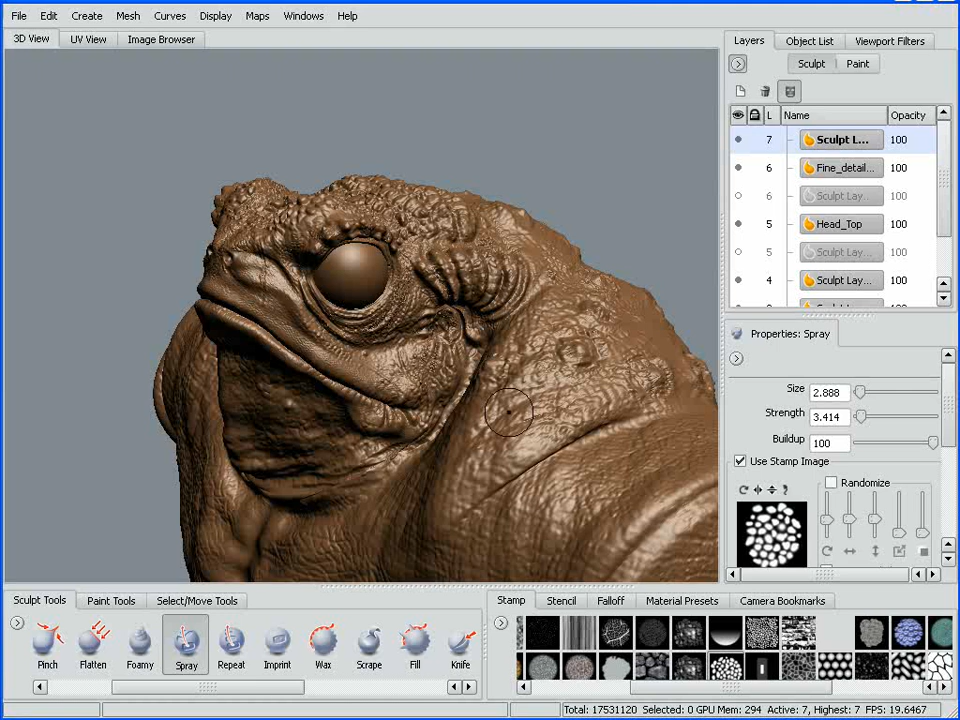 File Edit Create Mesh Curves Display Maps Windows Help
3D View UV View Image Browser
Layers Object List Viewport Filters
Sculpt Paint
L Name Opacity
7 Sculpt L... 100
6 Fine_detail... 100
6 Sculpt Lay... 100
5 Head_Top 100
5 Sculpt Lay... 100
4 Sculpt Lay... 100
Properties: Spray
Size 2.888
Strength 3.414
Buildup 100
Use Stamp Image
Randomize
Sculpt Tools Paint Tools Select/Move Tools
Pinch Flatten Foamy Spray Repeat Imprint Wax Scrape Fill Knife
Stamp Stencil Falloff Material Presets Camera Bookmarks
Total: 17531120 Selected: 0 GPU Mem: 294 Active: 7, Highest: 7 FPS: 19.6467